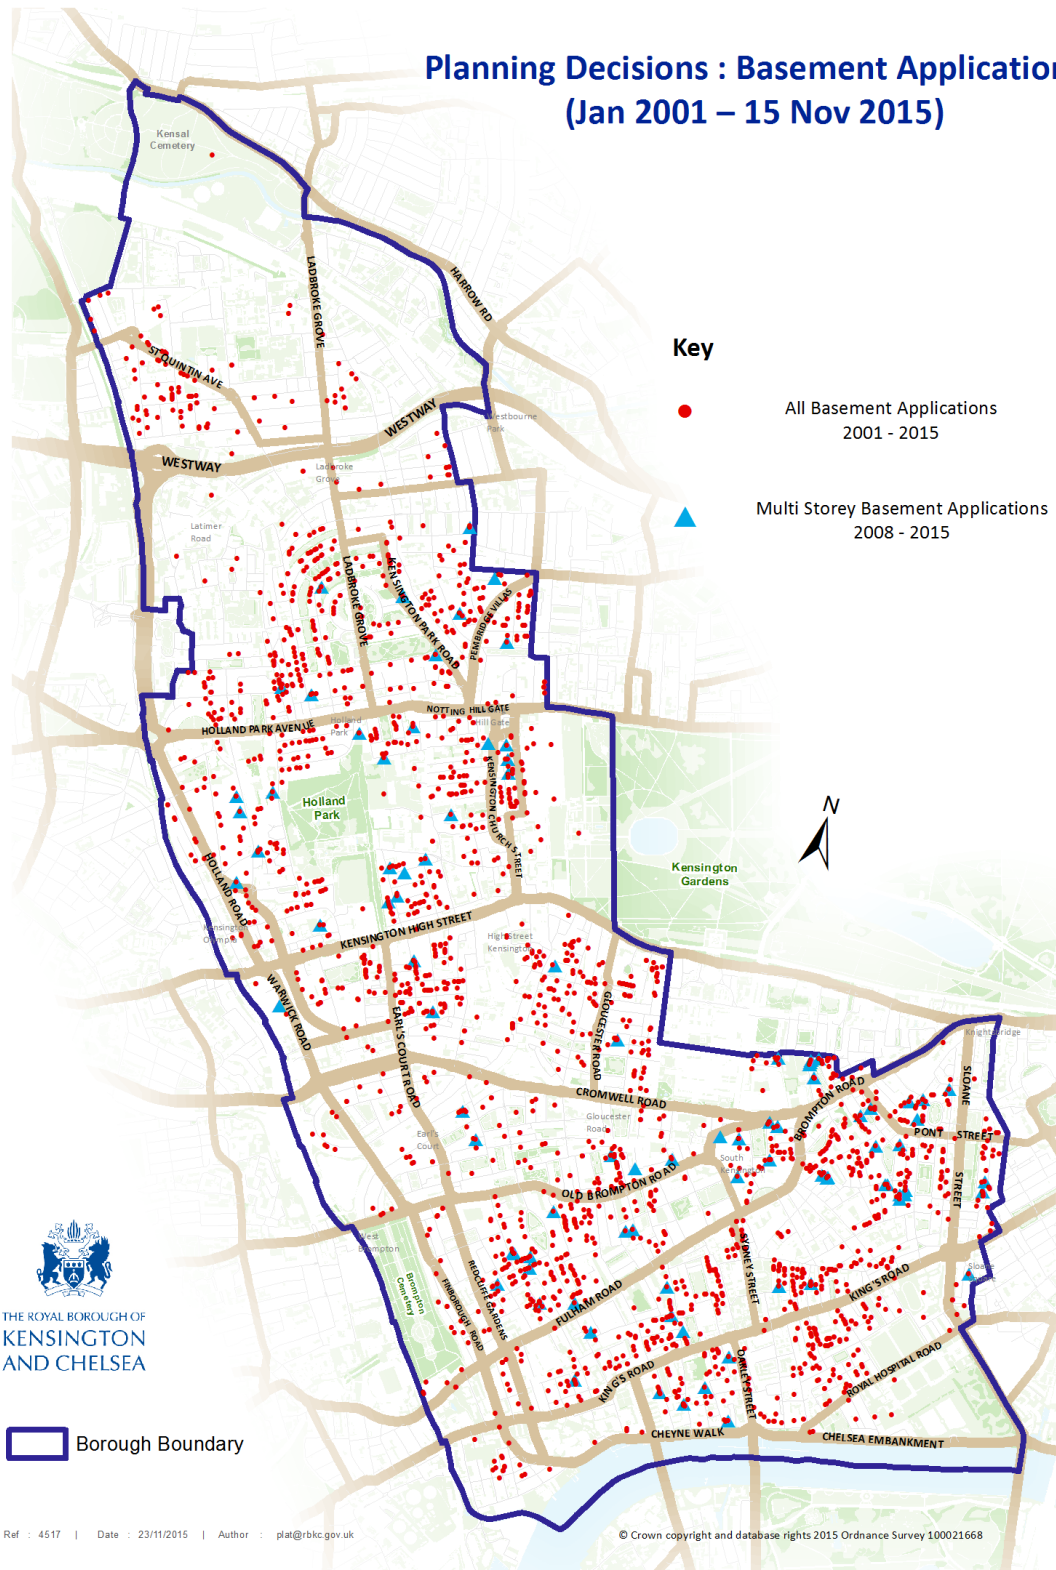 Planning Decisions : Basement Application
(Jan 2001 – 15 Nov 2015)
Kensal
Cemetery
HARROW RD
LADBROKE GROVE
Key
ST QUINTIN AVE
All Basement Applications
2001 - 2015
WESTWAY
Westbourne
Park
WESTWAY
Ladbroke
Grove
Multi Storey Basement Applications
2008 - 2015
Latimer
Road
LADBROKE GROVE
KENSINGTON PARK ROAD
PEMBRIDGE VILLAS
NOTTING HILL GATE
Hill Gate
HOLLAND PARK AVENUE
Holland
Park
KENSINGTON CHURCH STREET
Holland
Park
N
Kensington
Gardens
HOLLAND ROAD
Kensington
Olympia
KENSINGTON HIGH STREET
High Street
Kensington
WARWICK ROAD
EARL'S COURT ROAD
GLOUCESTER ROAD
Knightsbridge
SLOANE
STREET
CROMWELL ROAD
BROMPTON ROAD
Gloucester
Road
PONT STREET
Earl's
Court
South
Kensington
OLD BROMPTON ROAD
West
Brompton
Brompton
Cemetery
REDCLIFFE GARDENS
FINBOROUGH ROAD
FULHAM ROAD
SYDNEY STREET
KING'S ROAD
Sloane
Square
KING'S ROAD
OAKLEY STREET
ROYAL HOSPITAL ROAD
CHEYNE WALK
CHELSEA EMBANKMENT
THE ROYAL BOROUGH OF
KENSINGTON
AND CHELSEA
Borough Boundary
Ref : 4517 | Date : 23/11/2015 | Author : plat@rbkc.gov.uk
© Crown copyright and database rights 2015 Ordnance Survey 100021668